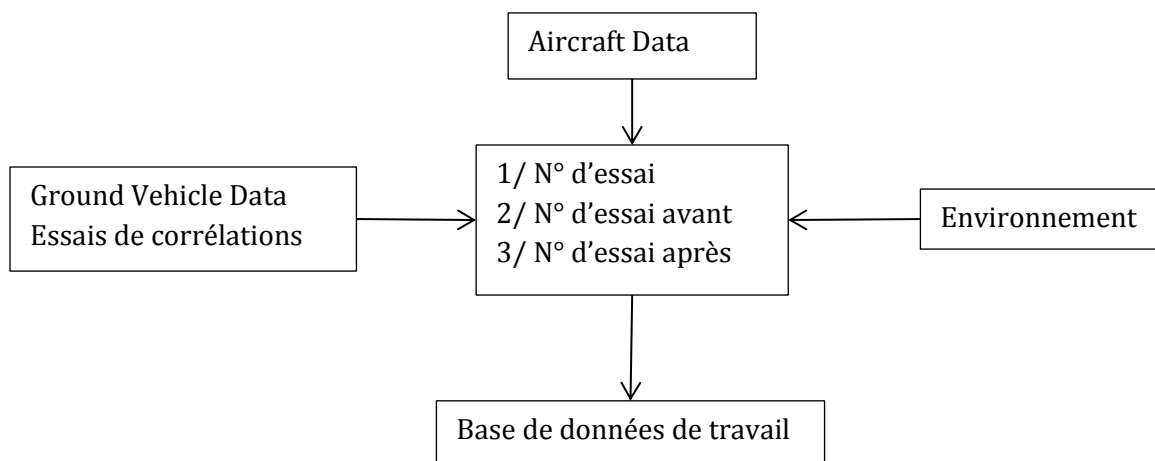 Aircraft Data
Ground Vehicle Data
Essais de corrélations
1/ N° d’essai
2/ N° d’essai avant
3/ N° d’essai après
Environnement
Base de données de travail